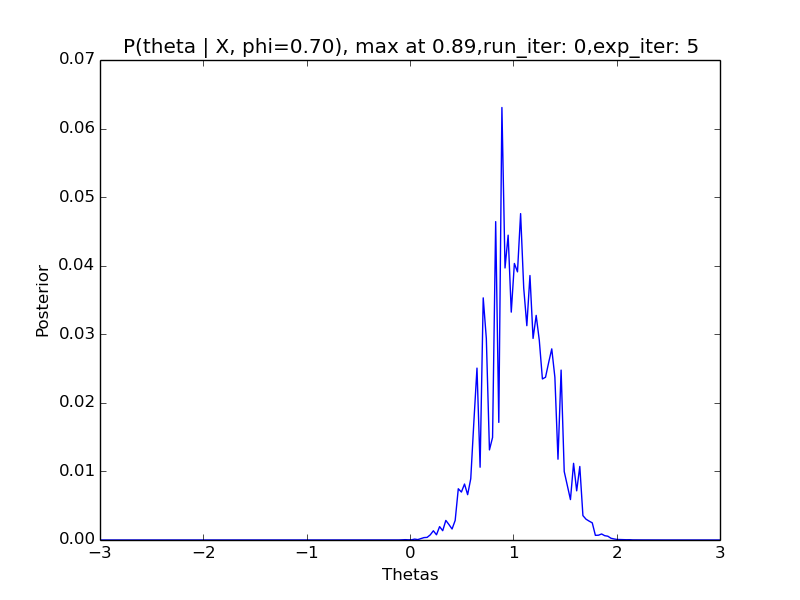 P(theta | X, phi=0.70), max at 0.89,run_iter: 0,exp_iter: 5
0.07
0.06
0.05
0.04
0.03
0.02
0.01
0.00
Posterior
−3 −2 −1 0 1 2 3
Thetas